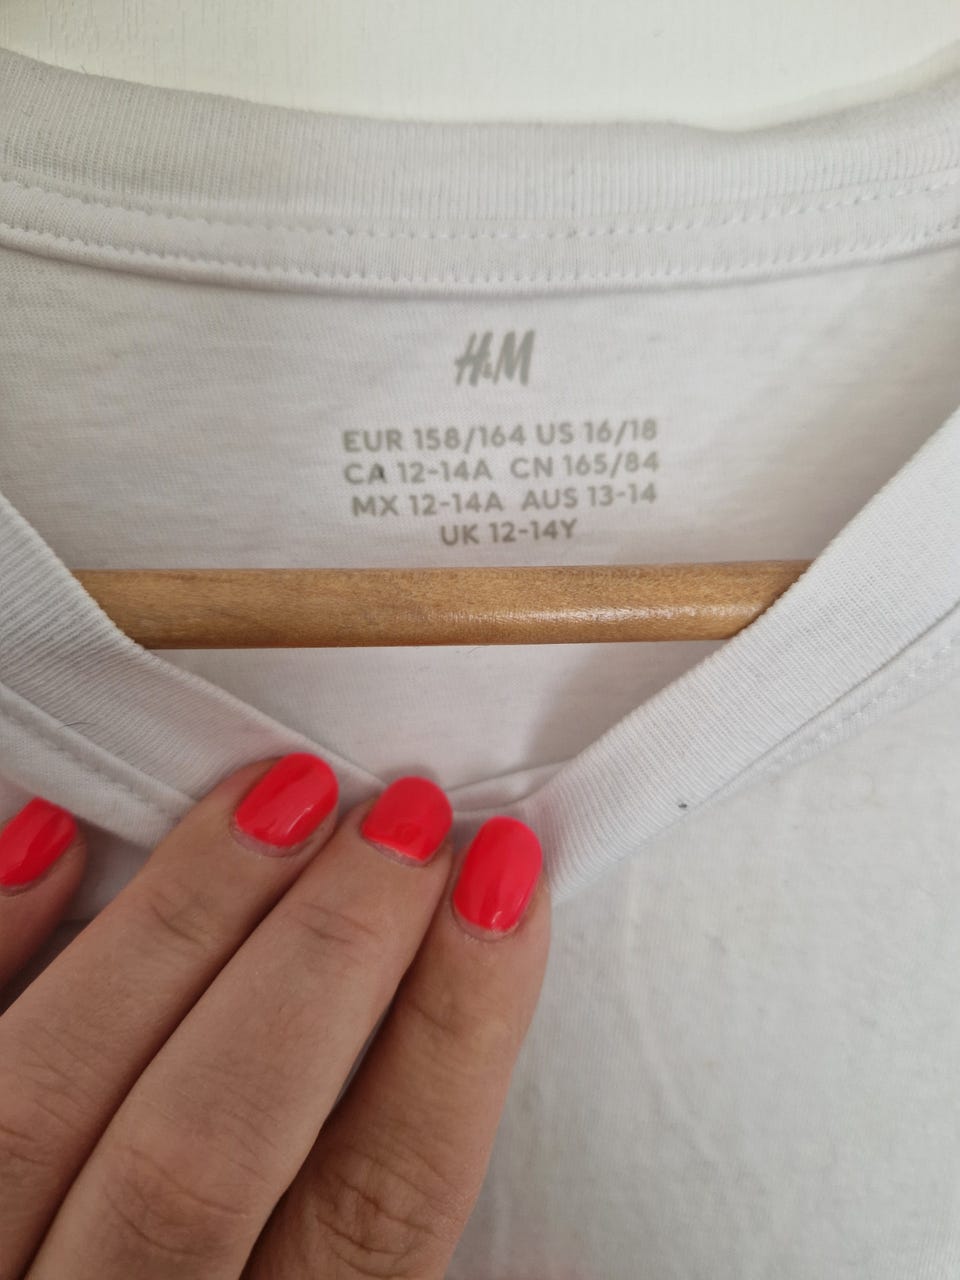 H&M
EUR 158/164 US 16/18
CA 12-14A CN 165/84
MX 12-14A AUS 13-14
UK 12-14Y